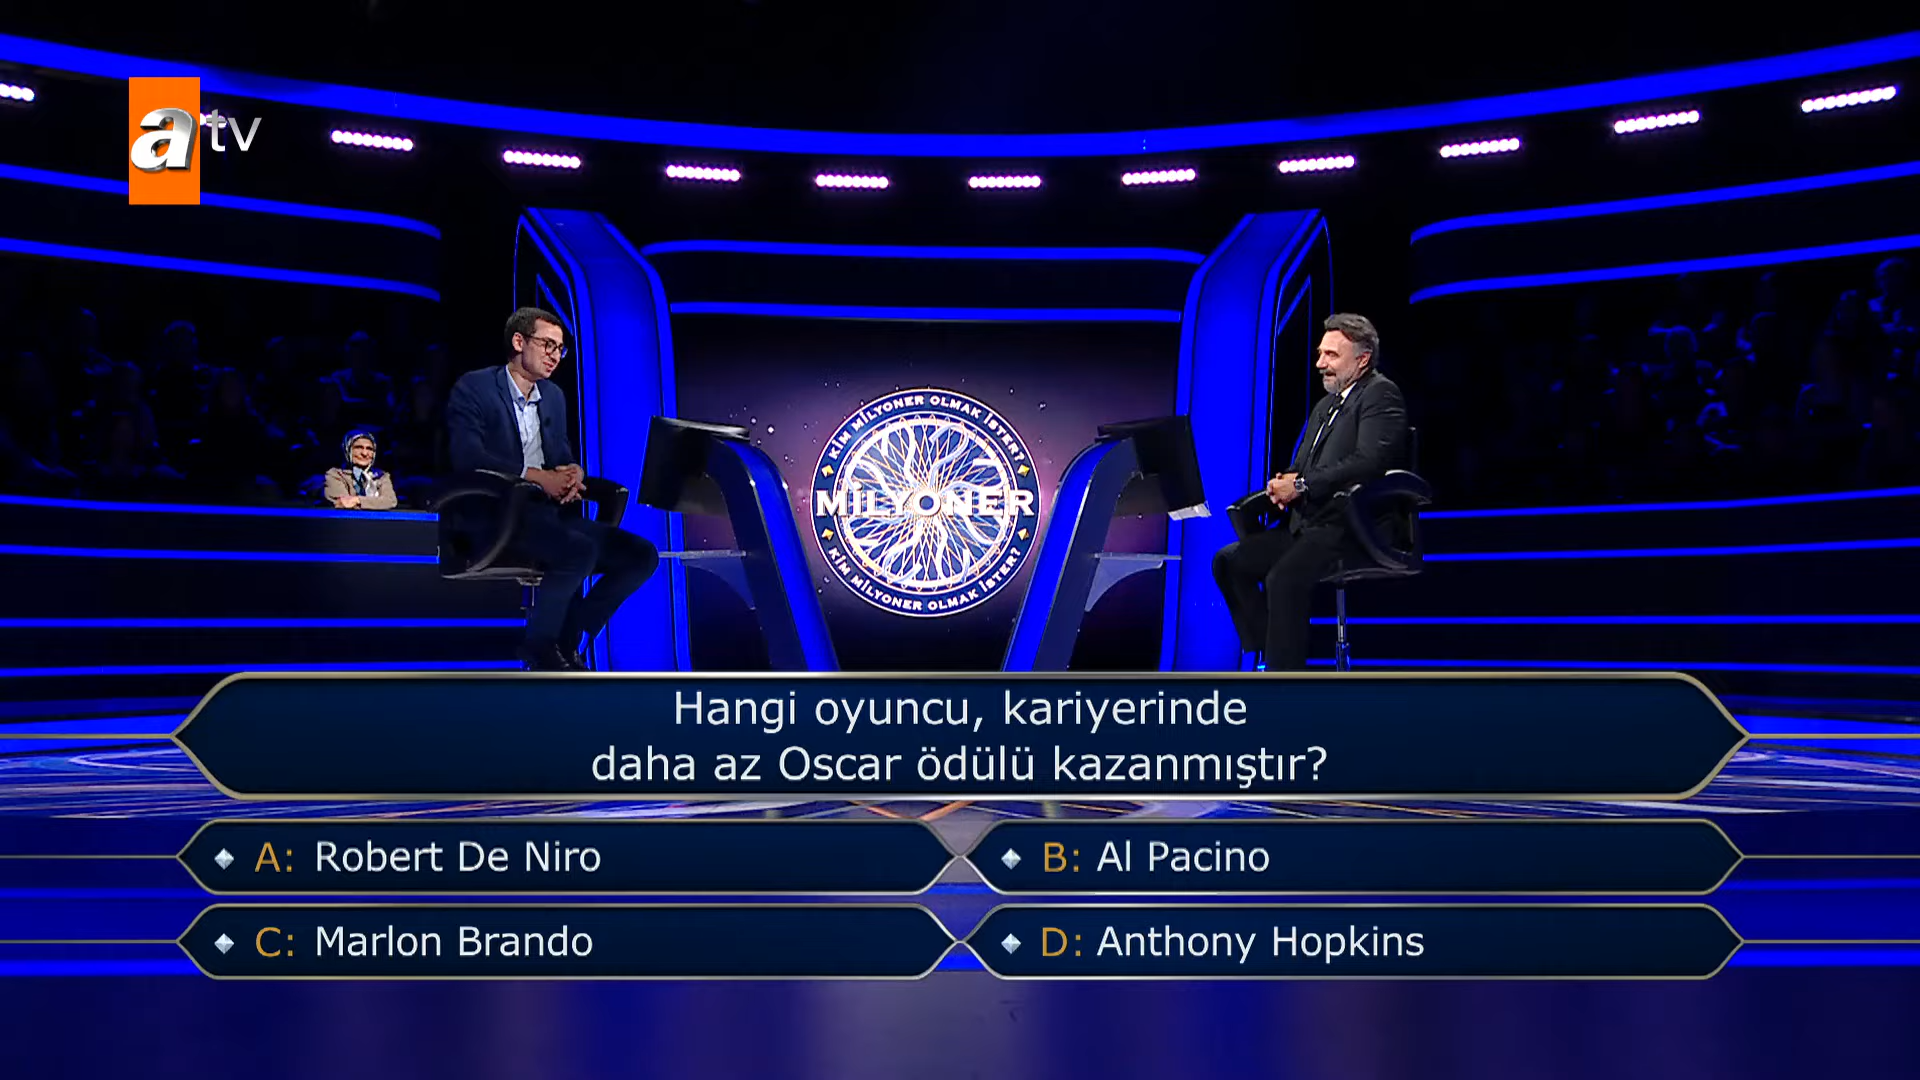 a tv
KİM MİLYONER OLMAK İSTER?
MİLYONER
KİM MİLYONER OLMAK İSTER?
Hangi oyuncu, kariyerinde
daha az Oscar ödülü kazanmıştır?
A: Robert De Niro
B: Al Pacino
C: Marlon Brando
D: Anthony Hopkins